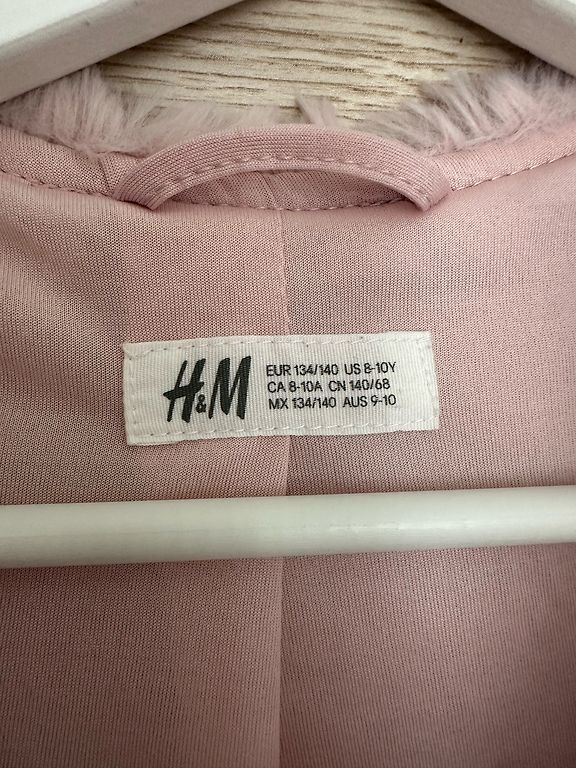 H&M
EUR 134/140 US 8-10Y
CA 8-10A CN 140/68
MX 134/140 AUS 9-10